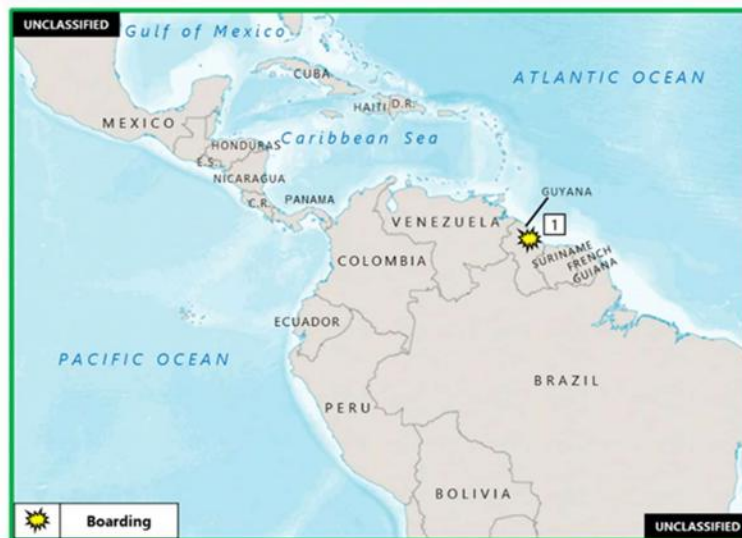 UNCLASSIFIED
Gulf of Mexico
ATLANTIC OCEAN
CUBA
MEXICO
HAITI
D.R.
Caribbean Sea
HONDURAS
E.S.
NICARAGUA
C.R.
PANAMA
GUYANA
VENEZUELA
1
SURINAME
FRENCH
GUIANA
COLOMBIA
ECUADOR
PACIFIC OCEAN
BRAZIL
PERU
BOLIVIA
Boarding
UNCLASSIFIED